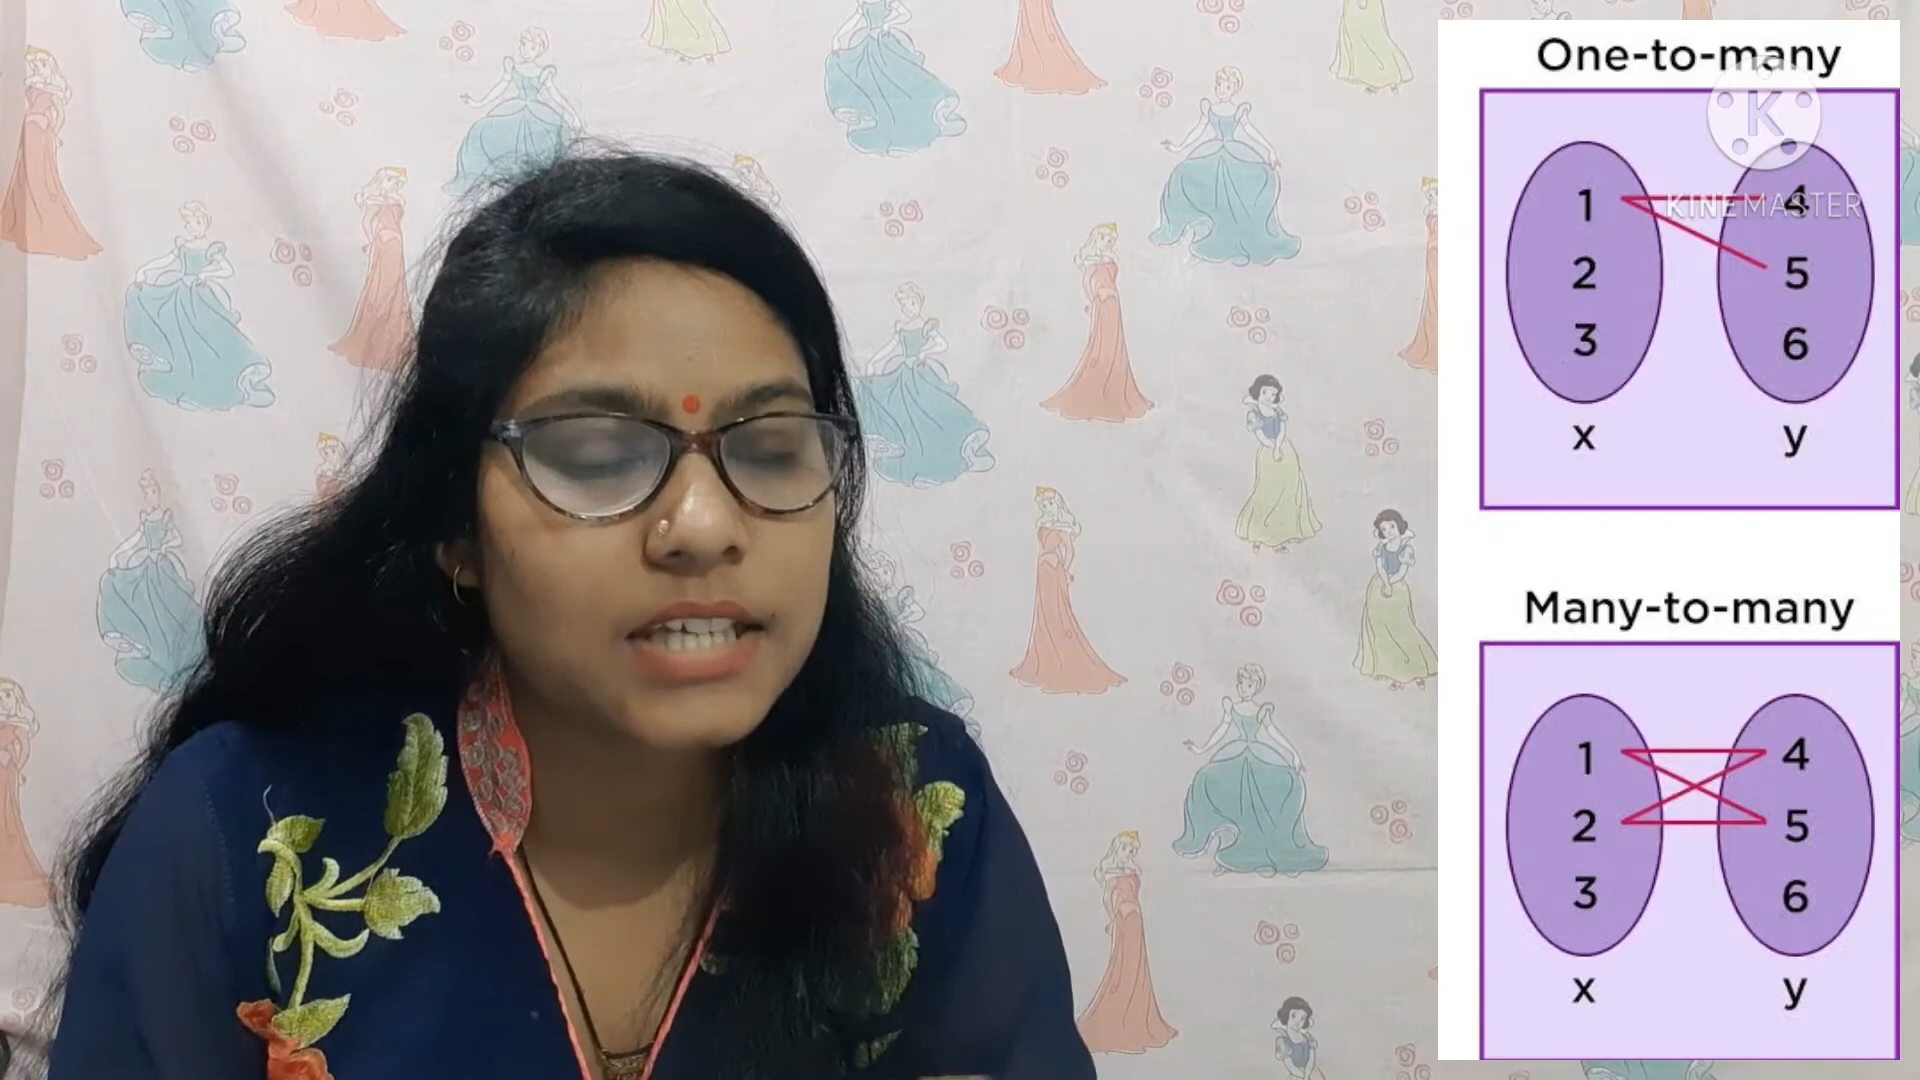 One-to-many
K
KINEMASTER
1 4
2 5
3 6
x y
Many-to-many
1 4
2 5
3 6
x y